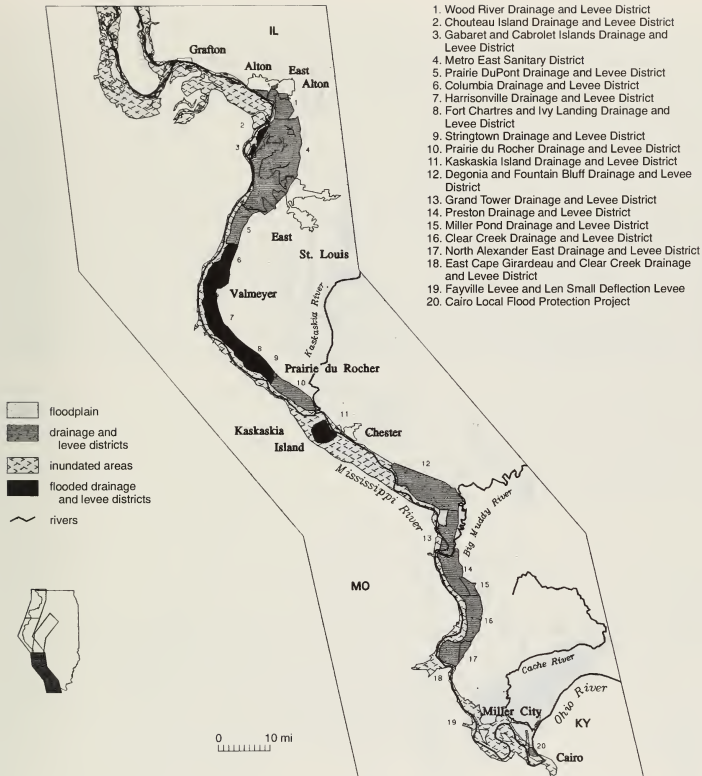 1. Wood River Drainage and Levee District
2. Chouteau Island Drainage and Levee District
3. Gabaret and Cabrolet Islands Drainage and
Levee District
4. Metro East Sanitary District
5. Prairie DuPont Drainage and Levee District
6. Columbia Drainage and Levee District
7. Harrisonville Drainage and Levee District
8. Fort Chartres and Ivy Landing Drainage and
Levee District
9. Stringtown Drainage and Levee District
10. Prairie du Rocher Drainage and Levee District
11. Kaskaskia Island Drainage and Levee District
12. Degonia and Fountain Bluff Drainage and Levee
District
13. Grand Tower Drainage and Levee District
14. Preston Drainage and Levee District
15. Miller Pond Drainage and Levee District
16. Clear Creek Drainage and Levee District
17. North Alexander East Drainage and Levee District
18. East Cape Girardeau and Clear Creek Drainage
and Levee District
19. Fayville Levee and Len Small Deflection Levee
20. Cairo Local Flood Protection Project
IL
Grafton
Alton
East
Alton
1
2
3
4
5
East
St. Louis
6
Valmeyer
7
Kaskaskia River
8
9
Prairie du Rocher
10
11
Kaskaskia
Island
Chester
12
Mississippi River
Big Muddy River
13
14
MO
15
16
17
18
Cache River
Ohio River
Miller City
19
KY
20
Cairo
floodplain
drainage and
levee districts
inundated areas
flooded drainage
and levee districts
rivers
0 10 mi